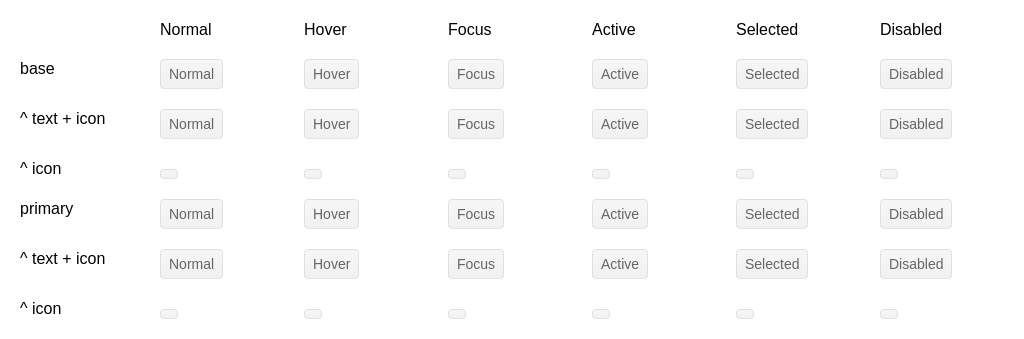 Normal Hover Focus Active Selected Disabled
base Normal Hover Focus Active Selected Disabled
^ text + icon Normal Hover Focus Active Selected Disabled
^ icon
primary Normal Hover Focus Active Selected Disabled
^ text + icon Normal Hover Focus Active Selected Disabled
^ icon